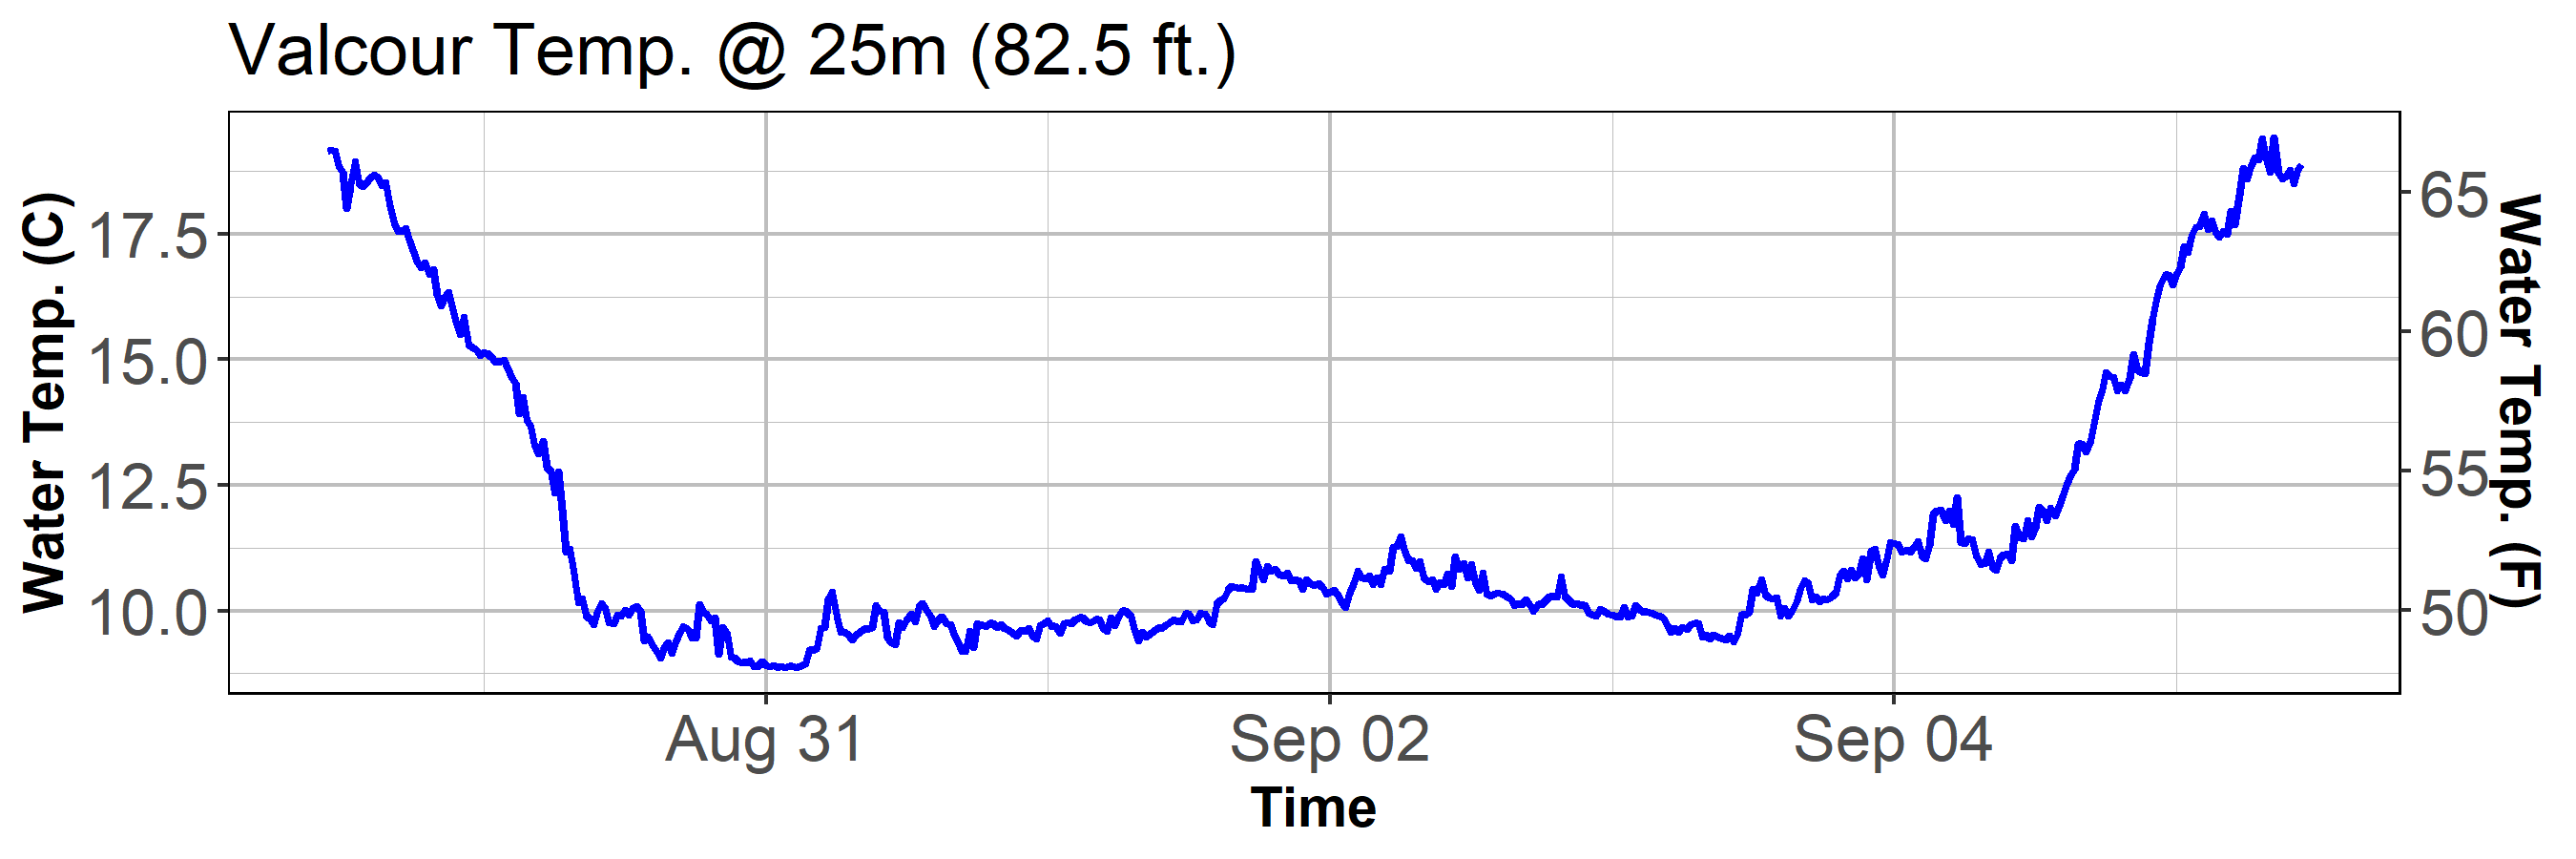 Valcour Temp. @ 25m (82.5 ft.)
Water Temp. (C)
17.5
15.0
12.5
10.0
65
60
55
50
Water Temp. (F)
Aug 31
Sep 02
Sep 04
Time